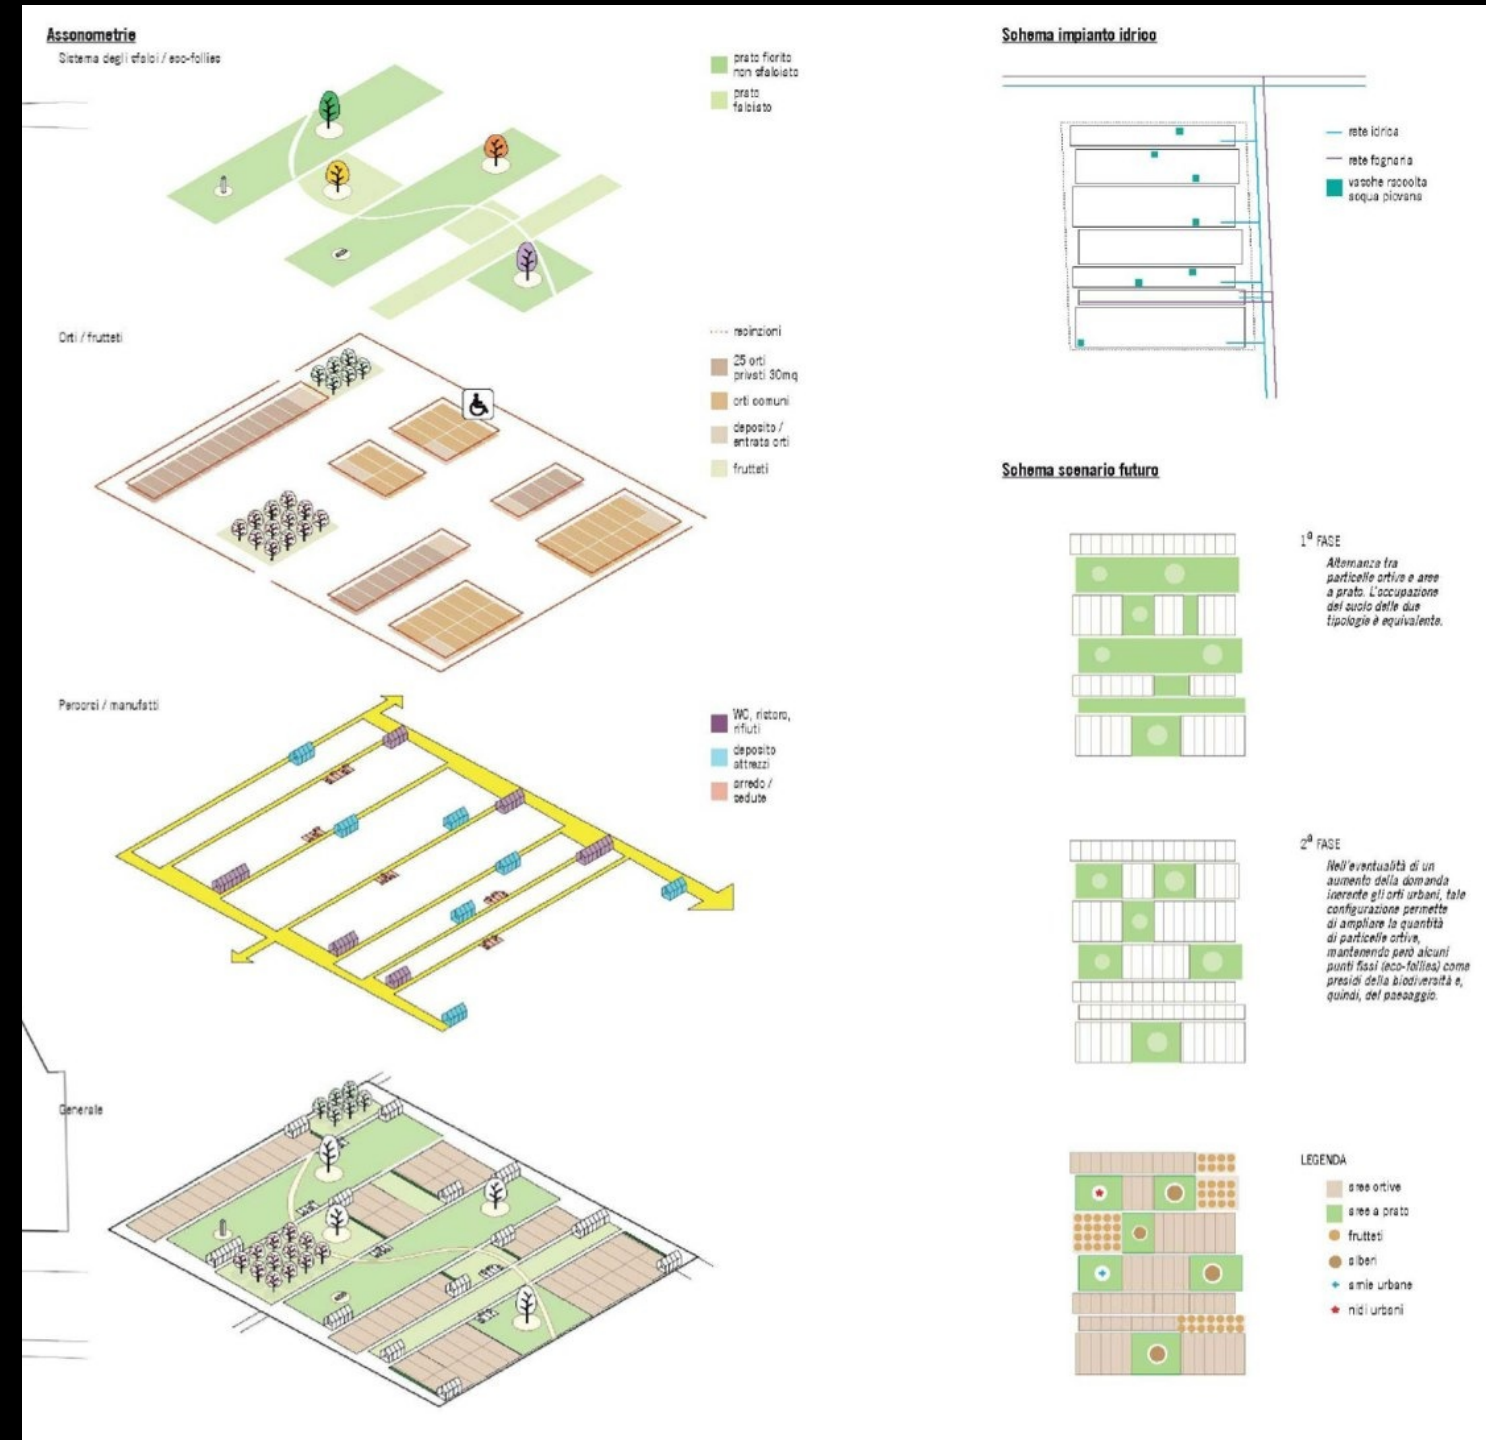 Assonometrie
Sistema degli sfalci / eco-follies
prato fiorito
non sfalciato
prato
falciato
Orti / frutteti
recinzioni
25 orti
privati 30mq
orti comuni
deposito /
entrata orti
frutteti
Percorsi / manufatti
WC, ristoro,
rifiuti
deposito
attrezzi
arredo /
sedute
Generale
Schema impianto idrico
rete idrica
rete fognaria
vasche raccolta
acqua piovana
Schema scenario futuro
1ª FASE
Alternanza tra
particelle ortive e aree
a prato. L'occupazione
del suolo delle due
tipologie è equivalente.
2ª FASE
Nell'eventualità di un
aumento della domanda
inerente gli orti urbani, tale
configurazione permette
di ampliare la quantità
di particelle ortive,
mantenendo però alcuni
punti fissi (eco-follies) come
presidi della biodiversità e,
quindi, del paesaggio.
LEGENDA
aree ortive
aree a prato
frutteti
alberi
arnie urbane
nidi urbani